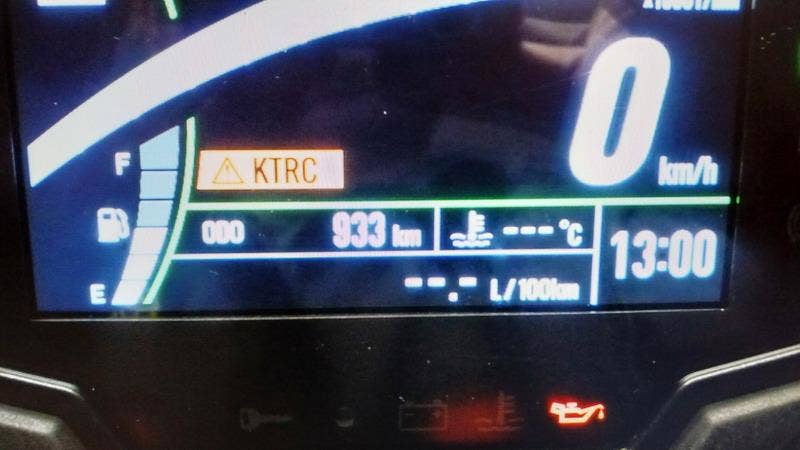 0
F
KTRC
km/h
ODO 933 km ---°C
13:00
E --.- L/100km